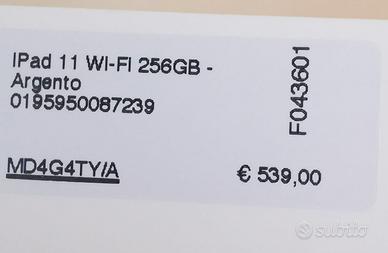 iPad 11 WI-FI 256GB -
Argento
0195950087239
F043601
MD4G4TY/A
€ 539,00
subito